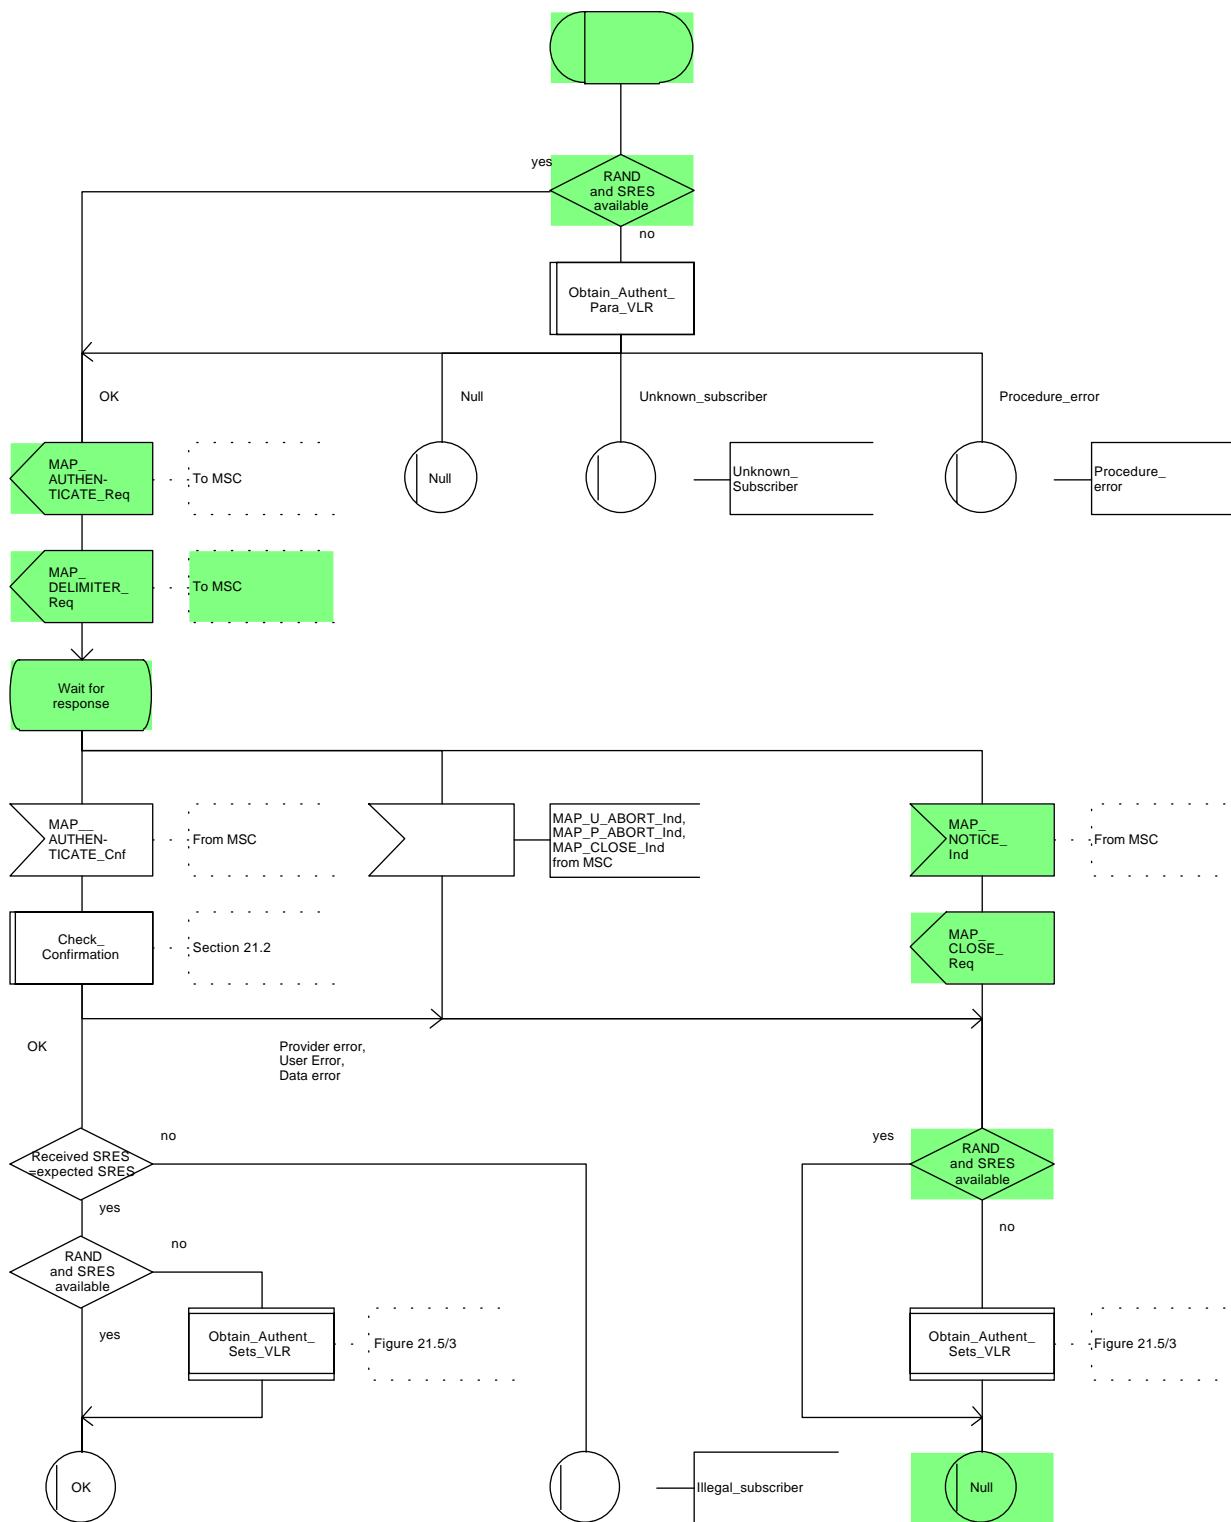 yes
RAND
and SRES
available
no
Obtain_Authent_
Para_VLR
OK
Null
Unknown_subscriber
Procedure_error
MAP_
AUTHEN-
TICATE_Req
To MSC
Null
Unknown_
Subscriber
Procedure_
error
MAP_
DELIMITER_
Req
To MSC
Wait for
response
MAP__
AUTHEN-
TICATE_Cnf
From MSC
MAP_U_ABORT_Ind,
MAP_P_ABORT_Ind,
MAP_CLOSE_Ind
from MSC
MAP_
NOTICE_
Ind
From MSC
Check_
Confirmation
Section 21.2
MAP_
CLOSE_
Req
OK
Provider error,
User Error,
Data error
no
yes
Received SRES
=expected SRES
RAND
and SRES
available
yes
no
no
RAND
and SRES
available
yes
Obtain_Authent_
Sets_VLR
Figure 21.5/3
Obtain_Authent_
Sets_VLR
Figure 21.5/3
OK
Illegal_subscriber
Null